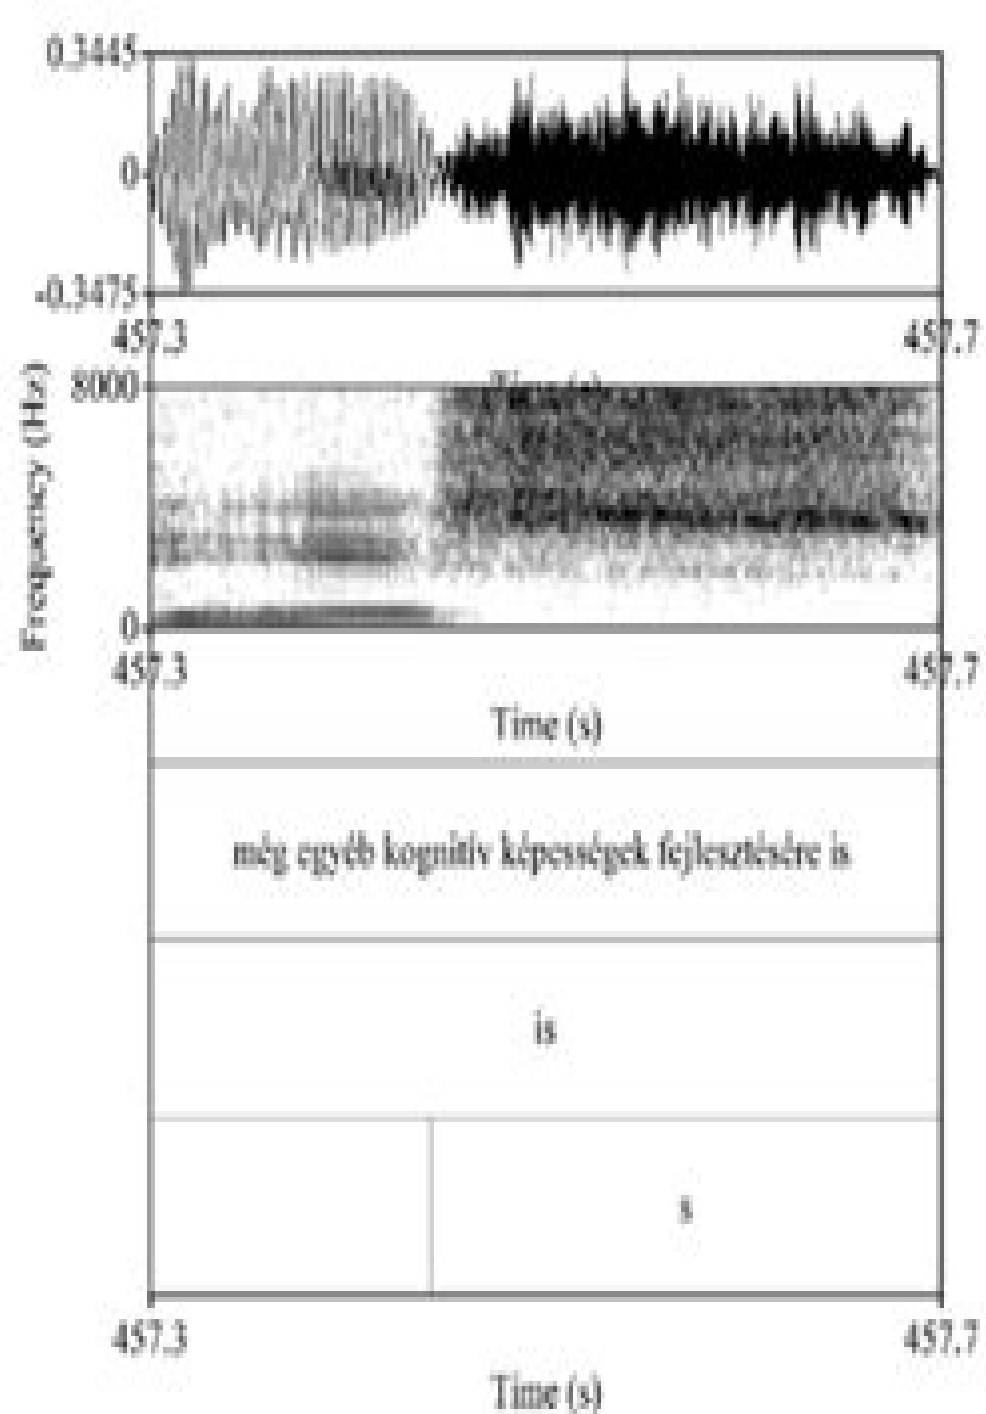 0.3445
0
-0.3475
457.3 457.7
Time (s)
8000
Frequency (Hz)
0
457.3 457.7
Time (s)
még egyéb kognitív képességek fejlesztésére is
is
s
457.3 457.7
Time (s)